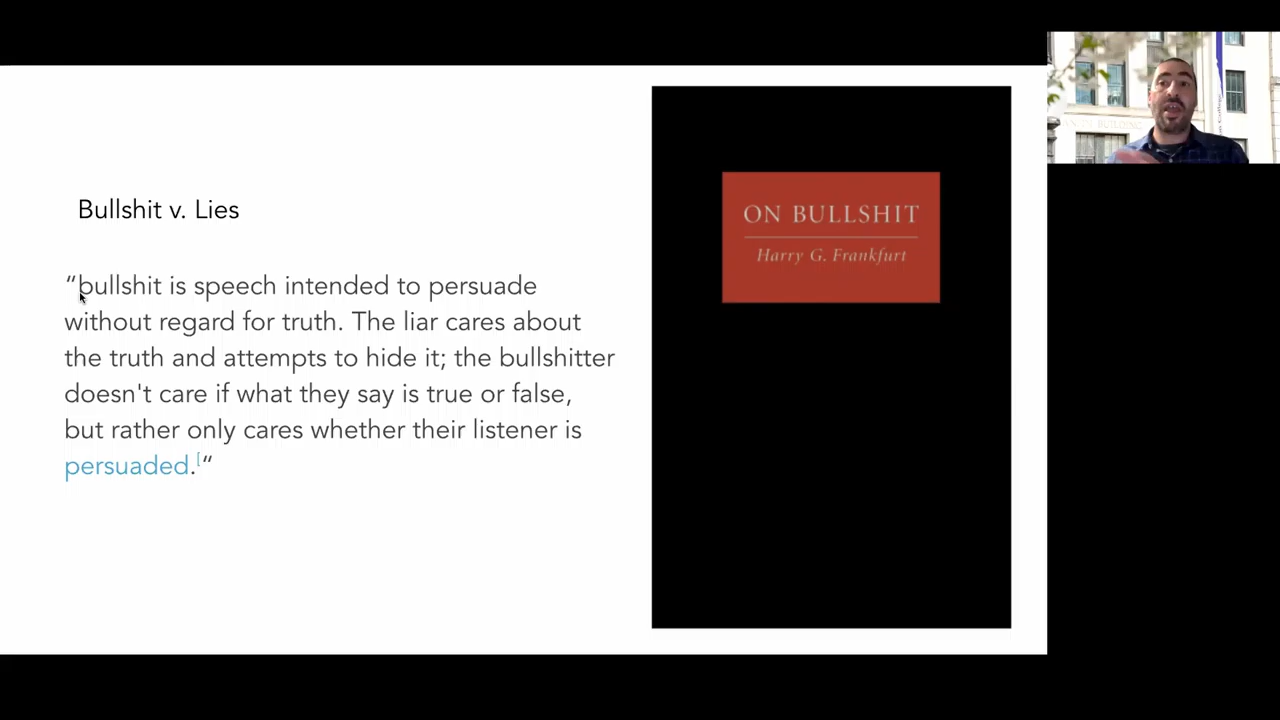 Bullshit v. Lies
“bullshit is speech intended to persuade
without regard for truth. The liar cares about
the truth and attempts to hide it; the bullshitter
doesn't care if what they say is true or false,
but rather only cares whether their listener is
persuaded.[“
ON BULLSHIT
Harry G. Frankfurt